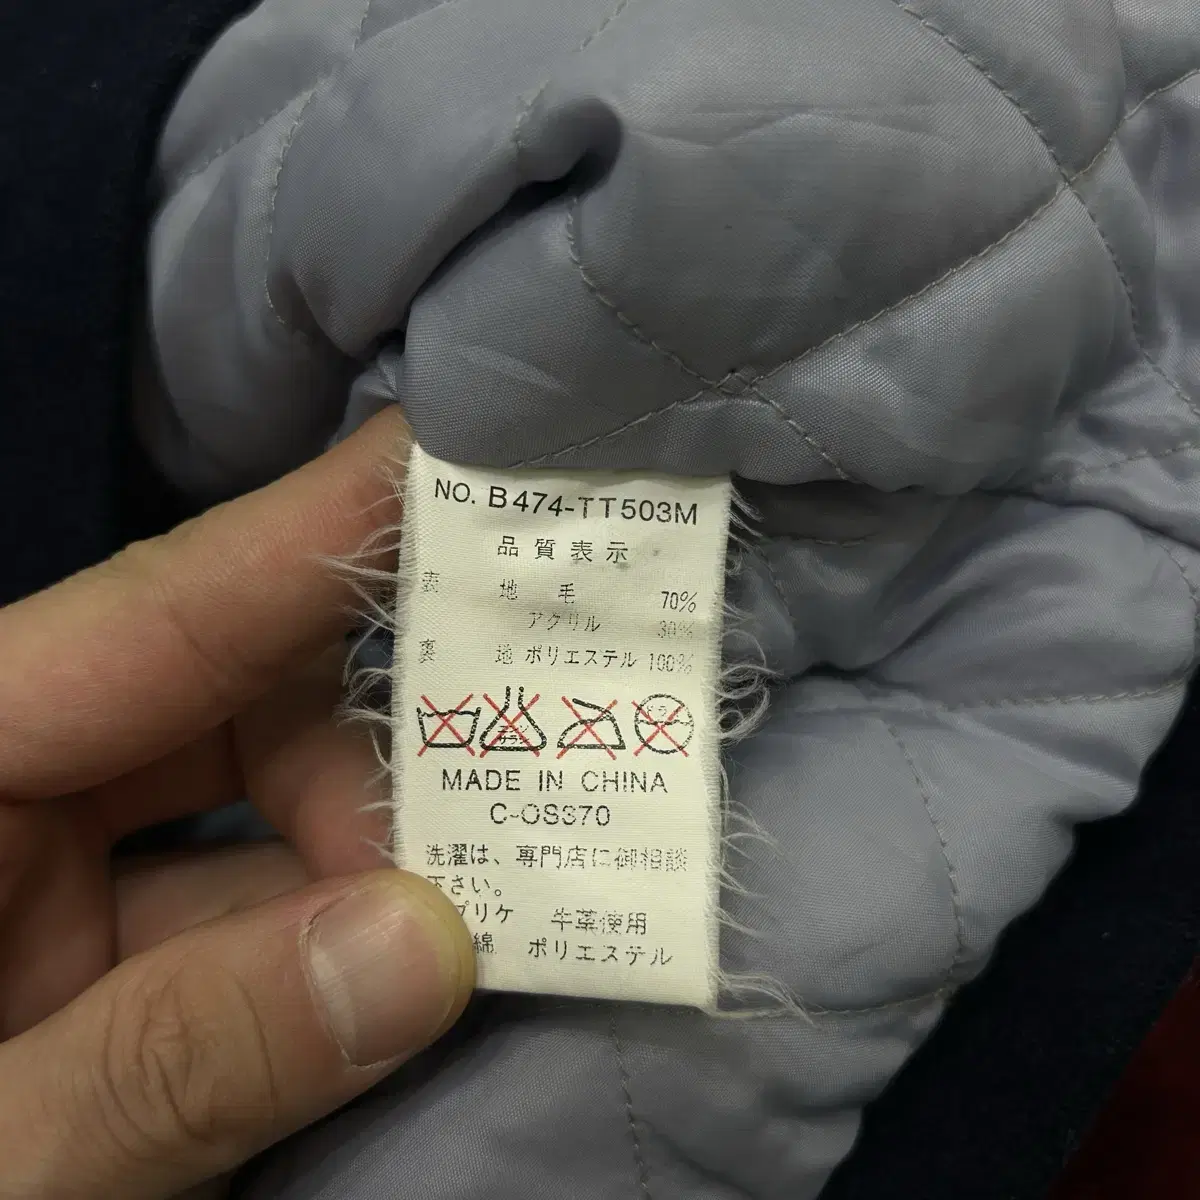 NO. B474-TT503M
品質表示
表 地 毛 70%
アクリル 30%
裏 地 ポリエステル 100%
MADE IN CHINA
C-OS370
洗濯は、専門店に御相談
下さい。
プリケ 牛革使用
綿 ポリエステル